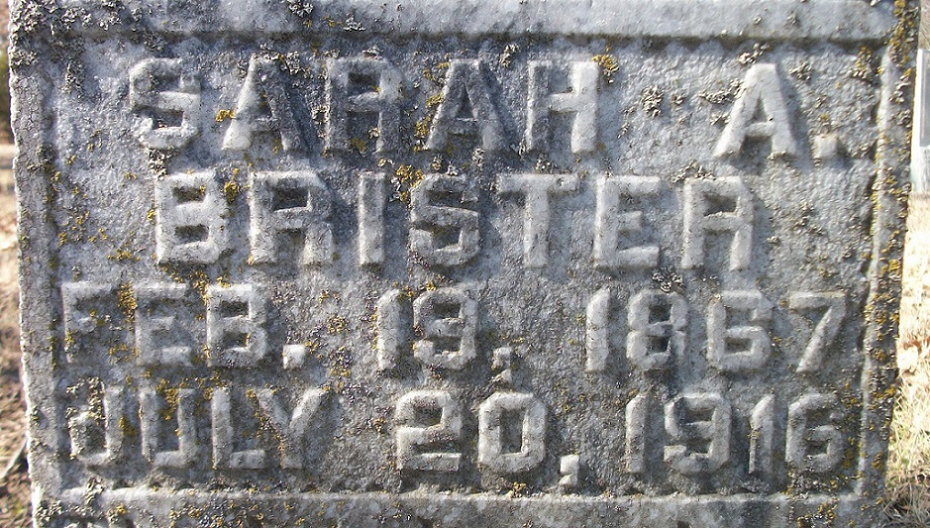 SARAH A.
BRISTER
FEB. 19, 1867
JULY 20, 1916